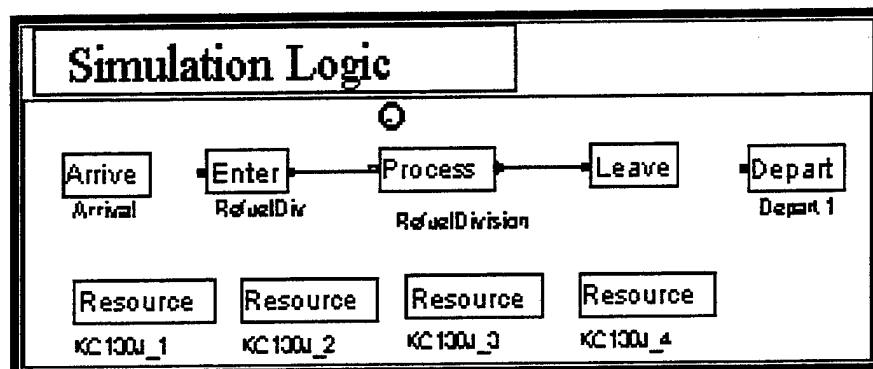 Simulation Logic
Arrive Enter Process Leave Depart
Arrival RefuelDiv RefuelDivision Depart 1
Resource Resource Resource Resource
KC130J_1 KC130J_2 KC130J_3 KC130J_4